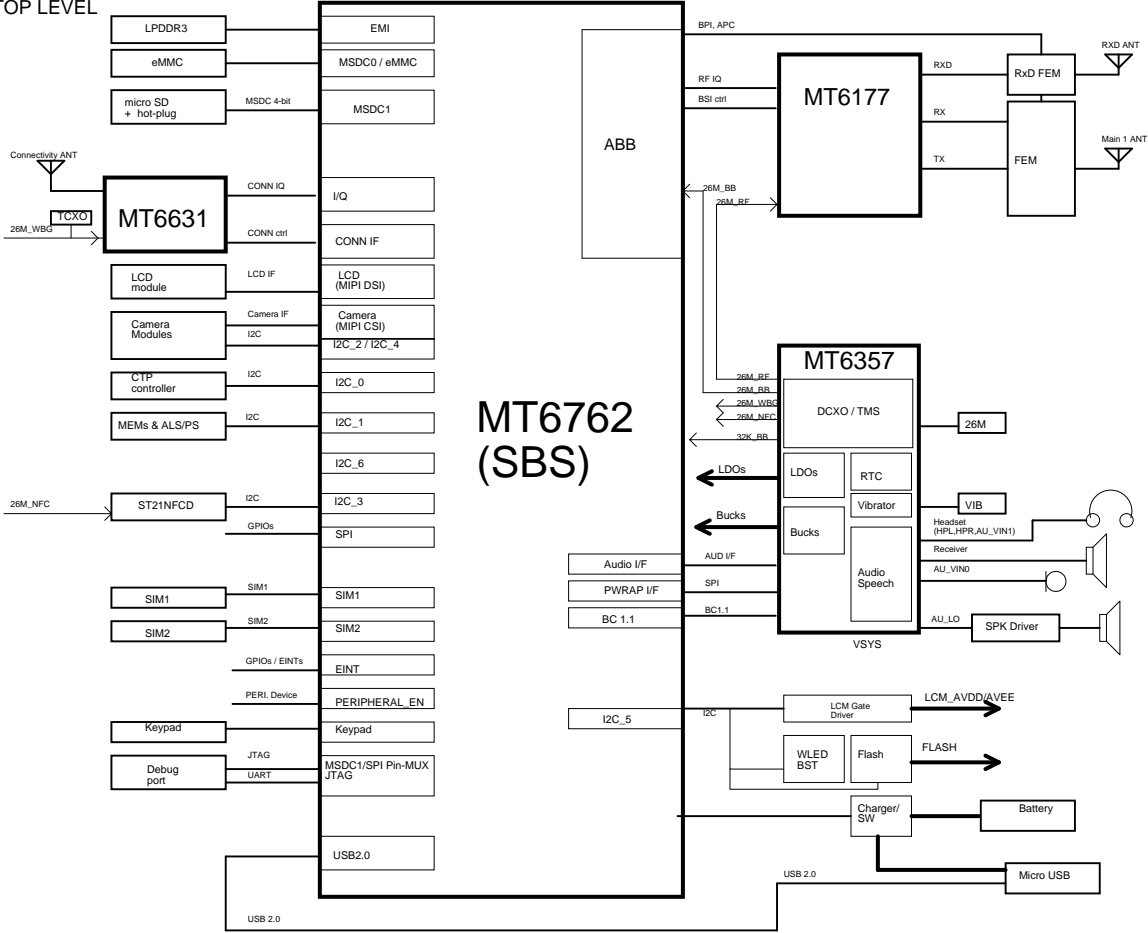 TOP LEVEL
LPDDR3
EMI
eMMC
MSDC0 / eMMC
micro SD
+ hot-plug
MSDC 4-bit
MSDC1
Connectivity ANT
MT6631
TCXO
26M_WBG
CONN IQ
I/Q
CONN ctrl
CONN IF
LCD
module
LCD IF
LCD
(MIPI DSI)
Camera
Modules
Camera IF
I2C
Camera
(MIPI CSI)
I2C_2 / I2C_4
CTP
controller
I2C
I2C_0
MEMs & ALS/PS
I2C
I2C_1
I2C_6
26M_NFC
ST21NFCD
I2C
I2C_3
GPIOs
SPI
SIM1
SIM1
SIM1
SIM2
SIM2
SIM2
GPIOs / EINTs
EINT
PERI. Device
PERIPHERAL_EN
Keypad
Keypad
Debug
port
JTAG
UART
MSDC1/SPI Pin-MUX
JTAG
USB2.0
USB 2.0
MT6762
(SBS)
ABB
BPI, APC
RF IQ
BSI ctrl
MT6177
RXD
RX
TX
RxD FEM
FEM
RXD ANT
Main 1 ANT
26M_BB
26M_RF
MT6357
26M_RF
26M_BB
26M_WBG
26M_NFC
32K_BB
DCXO / TMS
26M
LDOs
LDOs
RTC
Vibrator
VIB
Bucks
Bucks
Audio
Speech
Headset
(HPL,HPR,AU_VIN1)
Receiver
AU_VIN0
AU_LO
SPK Driver
VSYS
Audio I/F
AUD I/F
PWRAP I/F
SPI
BC 1.1
BC1.1
I2C_5
I2C
LCM Gate
Driver
LCM_AVDD/AVEE
WLED
BST
Flash
FLASH
Charger/
SW
Battery
Micro USB
USB 2.0